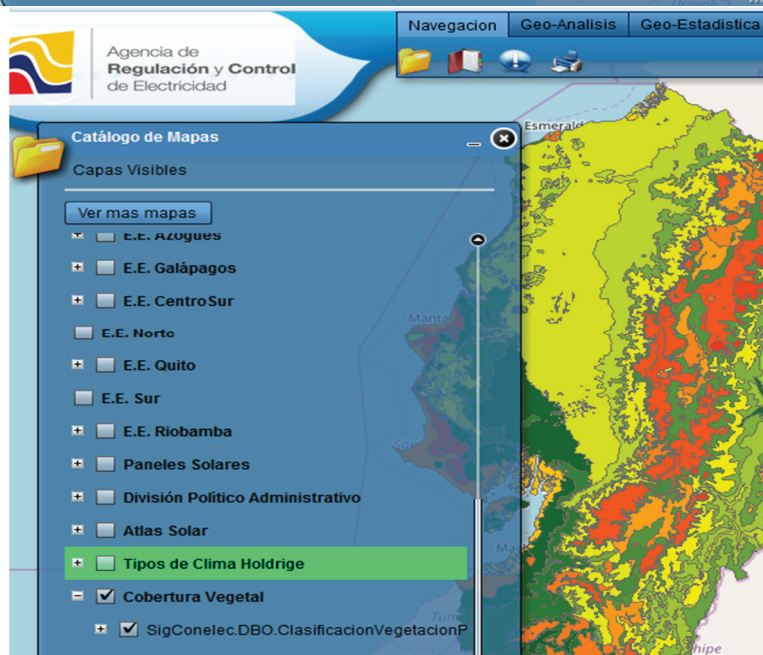 Navegacion Geo-Analisis Geo-Estadistica
Agencia de
Regulación y Control
de Electricidad
Catálogo de Mapas
Capas Visibles
Ver mas mapas
E.E. Azogues
E.E. Galápagos
E.E. CentroSur
E.E. Norte
E.E. Quito
E.E. Sur
E.E. Riobamba
Paneles Solares
División Político Administrativo
Atlas Solar
Tipos de Clima Holdrige
Cobertura Vegetal
SigConelec.DBO.ClasificacionVegetacionP
Esmerald
Manta